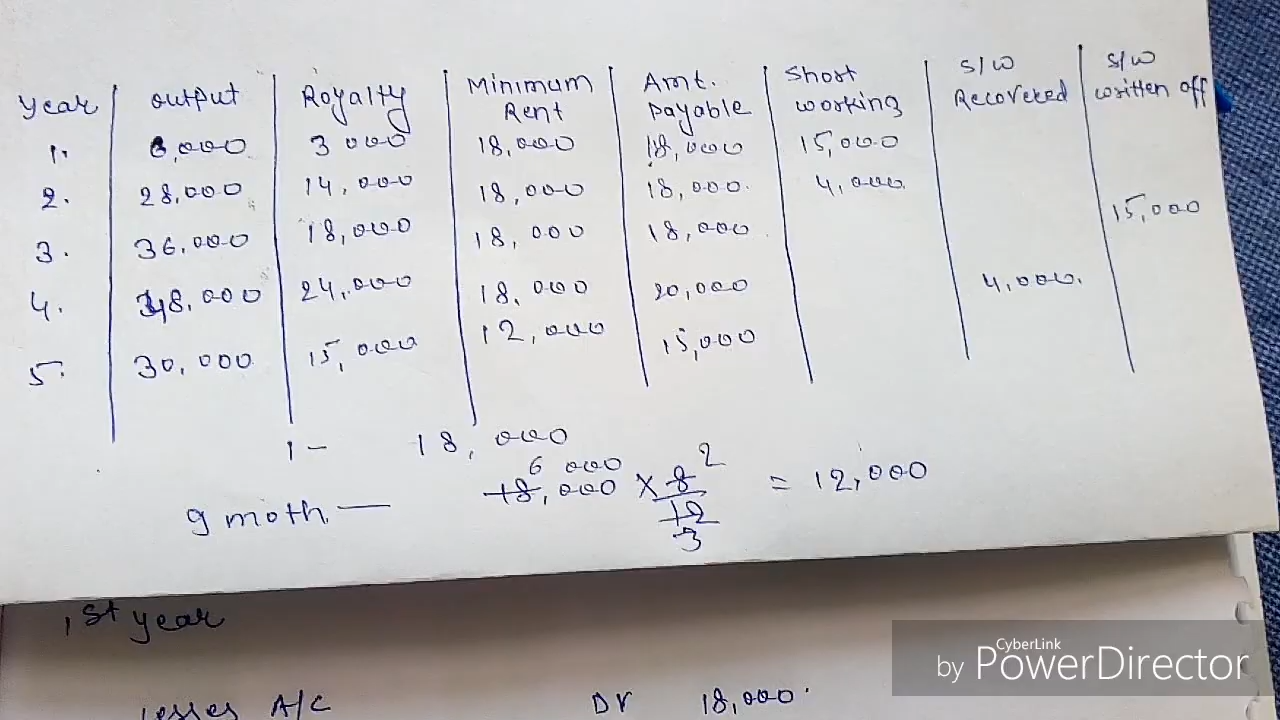 Year output Royalty Minimum Rent Amt. payable Short working S/W Recovered S/W written off
1. 6,000 3000 18,000 18,000 15,000
2. 28,000 14,000 18,000 18,000. 4,000
3. 36,000 18,000 18,000 18,000 15,000
4. 48,000 24,000 18,000 20,000 4,000.
5. 30,000 15,000 12,000 15,000
1 - 18,000
6 000 2
9 moth. — 18,000 × 8/12 = 12,000
3
1st year
lesses A/C Dr 18,000
CyberLink
by PowerDirector